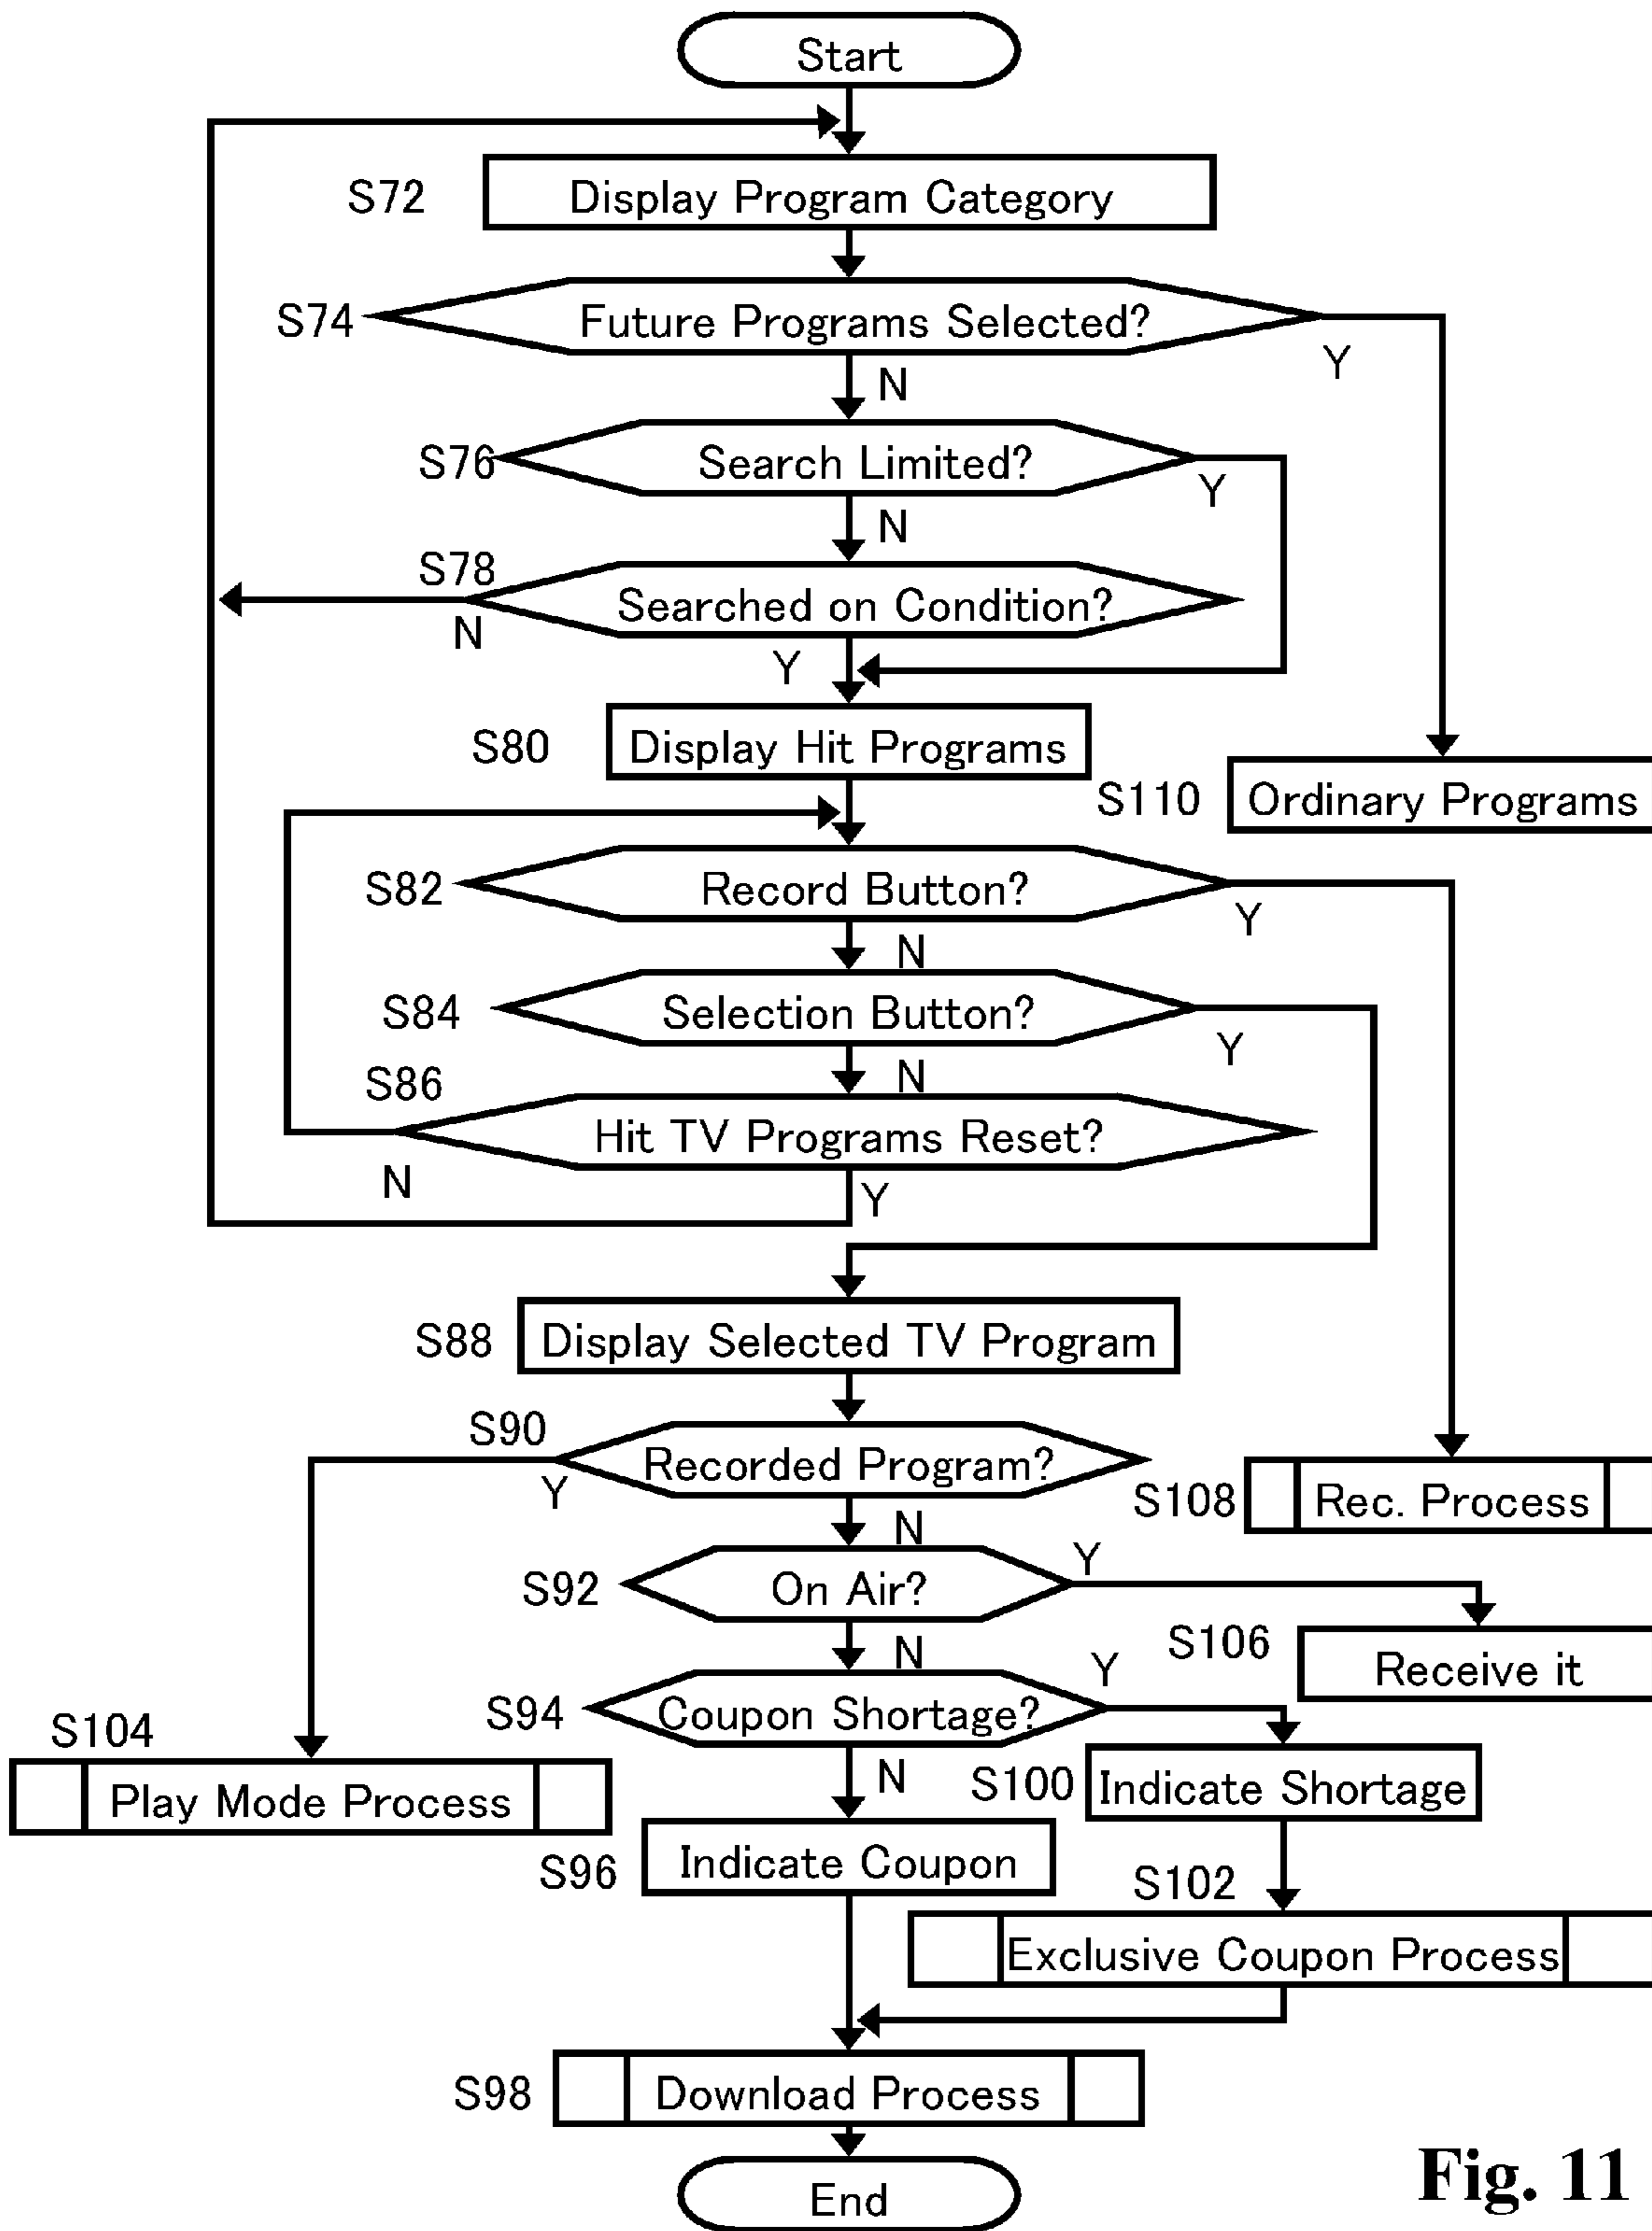 Start
S72 Display Program Category
S74 Future Programs Selected?
Y
N
S76 Search Limited?
Y
N
S78
Searched on Condition?
N
Y
S80 Display Hit Programs
S110 Ordinary Programs
S82 Record Button?
Y
N
S84 Selection Button?
Y
N
S86
Hit TV Programs Reset?
N
Y
S88 Display Selected TV Program
S90
Recorded Program?
Y
S108 Rec. Process
N
Y
S92 On Air?
N
S106
Receive it
Y
S94 Coupon Shortage?
S104
N
S100 Indicate Shortage
Play Mode Process
S96 Indicate Coupon
S102
Exclusive Coupon Process
S98 Download Process
End
Fig. 11